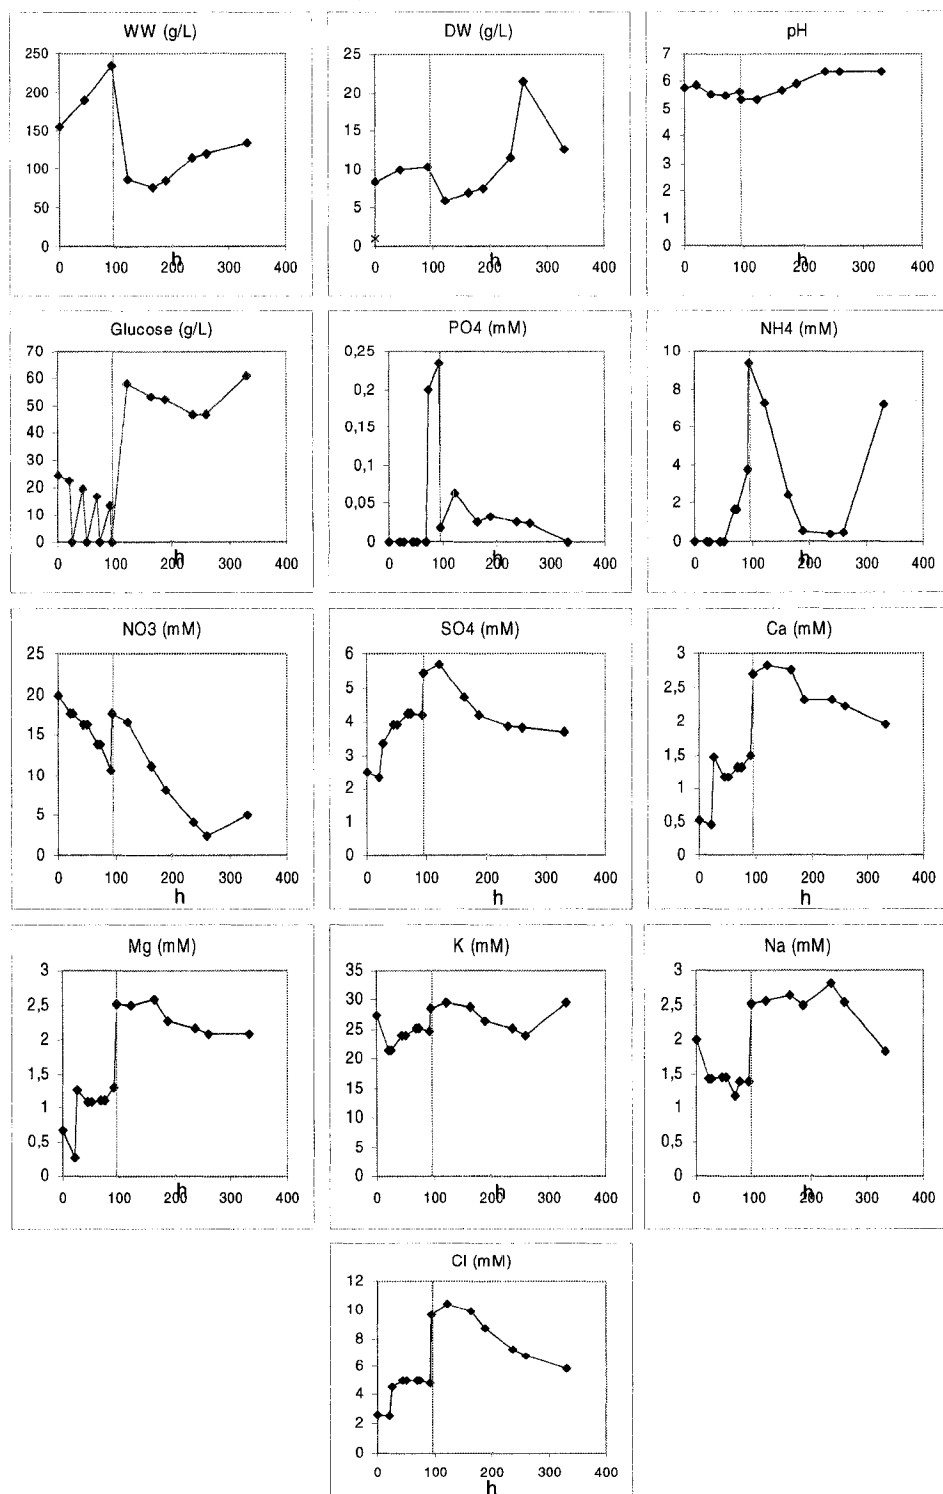 WW (g/L)
250
200
150
100
50
0
0 100 200 300 400
h
DW (g/L)
25
20
15
10
5
0
0 100 200 300 400
h
pH
7
6
5
4
3
2
1
0
0 100 200 300 400
h
Glucose (g/L)
70
60
50
40
30
20
10
0
0 100 200 300 400
h
PO4 (mM)
0,25
0,2
0,15
0,1
0,05
0
0 100 200 300 400
h
NH4 (mM)
10
8
6
4
2
0
0 100 200 300 400
h
NO3 (mM)
25
20
15
10
5
0
0 100 200 300 400
h
SO4 (mM)
6
5
4
3
2
1
0
0 100 200 300 400
h
Ca (mM)
3
2,5
2
1,5
1
0,5
0
0 100 200 300 400
h
Mg (mM)
3
2,5
2
1,5
1
0,5
0
0 100 200 300 400
h
K (mM)
35
30
25
20
15
10
5
0
0 100 200 300 400
h
Na (mM)
3
2,5
2
1,5
1
0,5
0
0 100 200 300 400
h
Cl (mM)
12
10
8
6
4
2
0
0 100 200 300 400
h